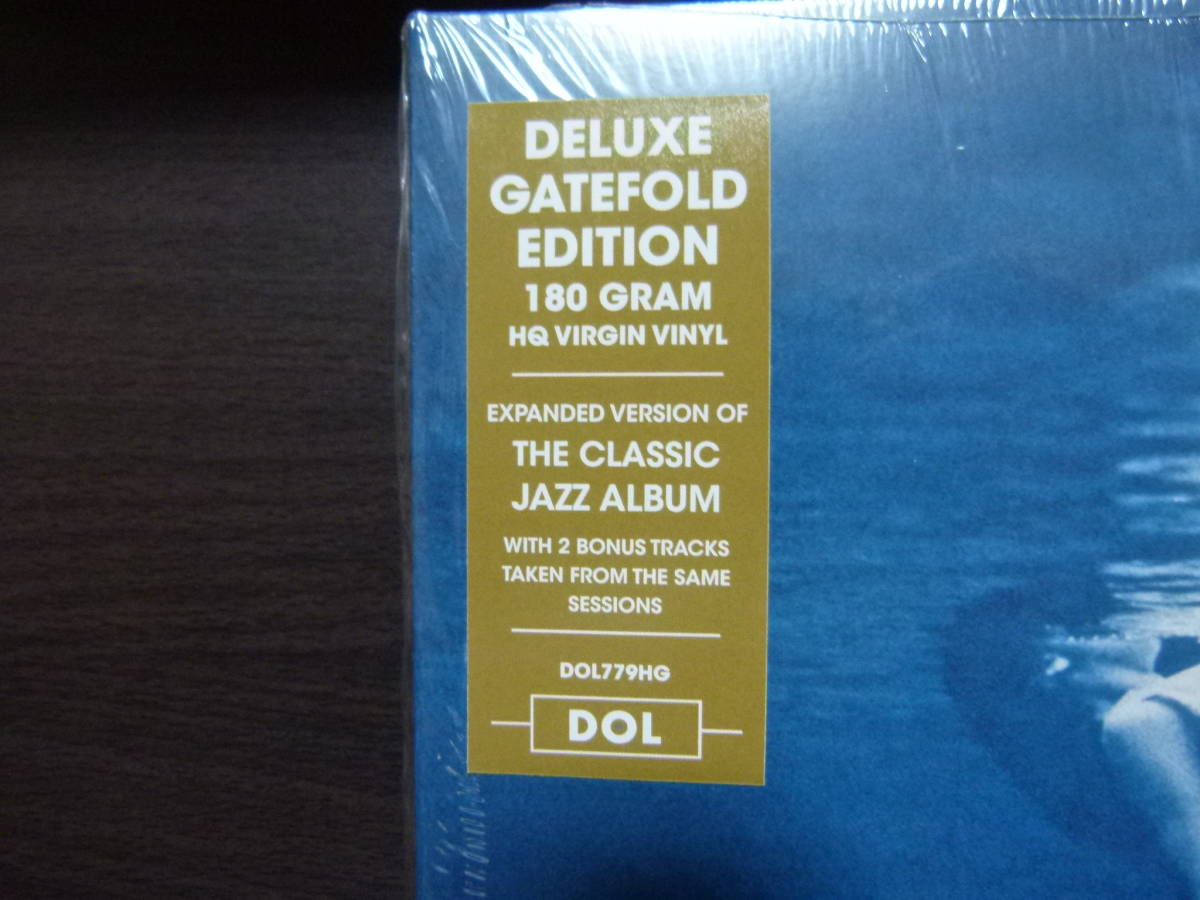 DELUXE
GATEFOLD
EDITION
180 GRAM
HQ VIRGIN VINYL
EXPANDED VERSION OF
THE CLASSIC
JAZZ ALBUM
WITH 2 BONUS TRACKS
TAKEN FROM THE SAME
SESSIONS
DOL779HG
DOL